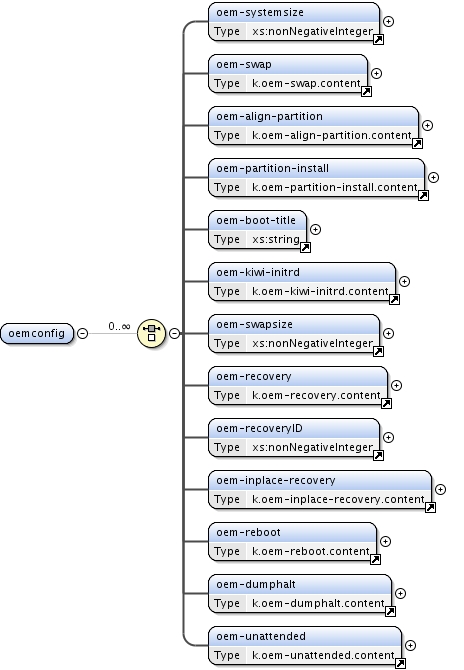 oem-systemsize
Type xs:nonNegativeInteger
oem-swap
Type k.oem-swap.content
oem-align-partition
Type k.oem-align-partition.content
oem-partition-install
Type k.oem-partition-install.content
oem-boot-title
Type xs:string
oem-kiwi-initrd
Type k.oem-kiwi-initrd.content
oemconfig
0..∞
oem-swapsize
Type xs:nonNegativeInteger
oem-recovery
Type k.oem-recovery.content
oem-recoveryID
Type xs:nonNegativeInteger
oem-inplace-recovery
Type k.oem-inplace-recovery.content
oem-reboot
Type k.oem-reboot.content
oem-dumphalt
Type k.oem-dumphalt.content
oem-unattended
Type k.oem-unattended.content